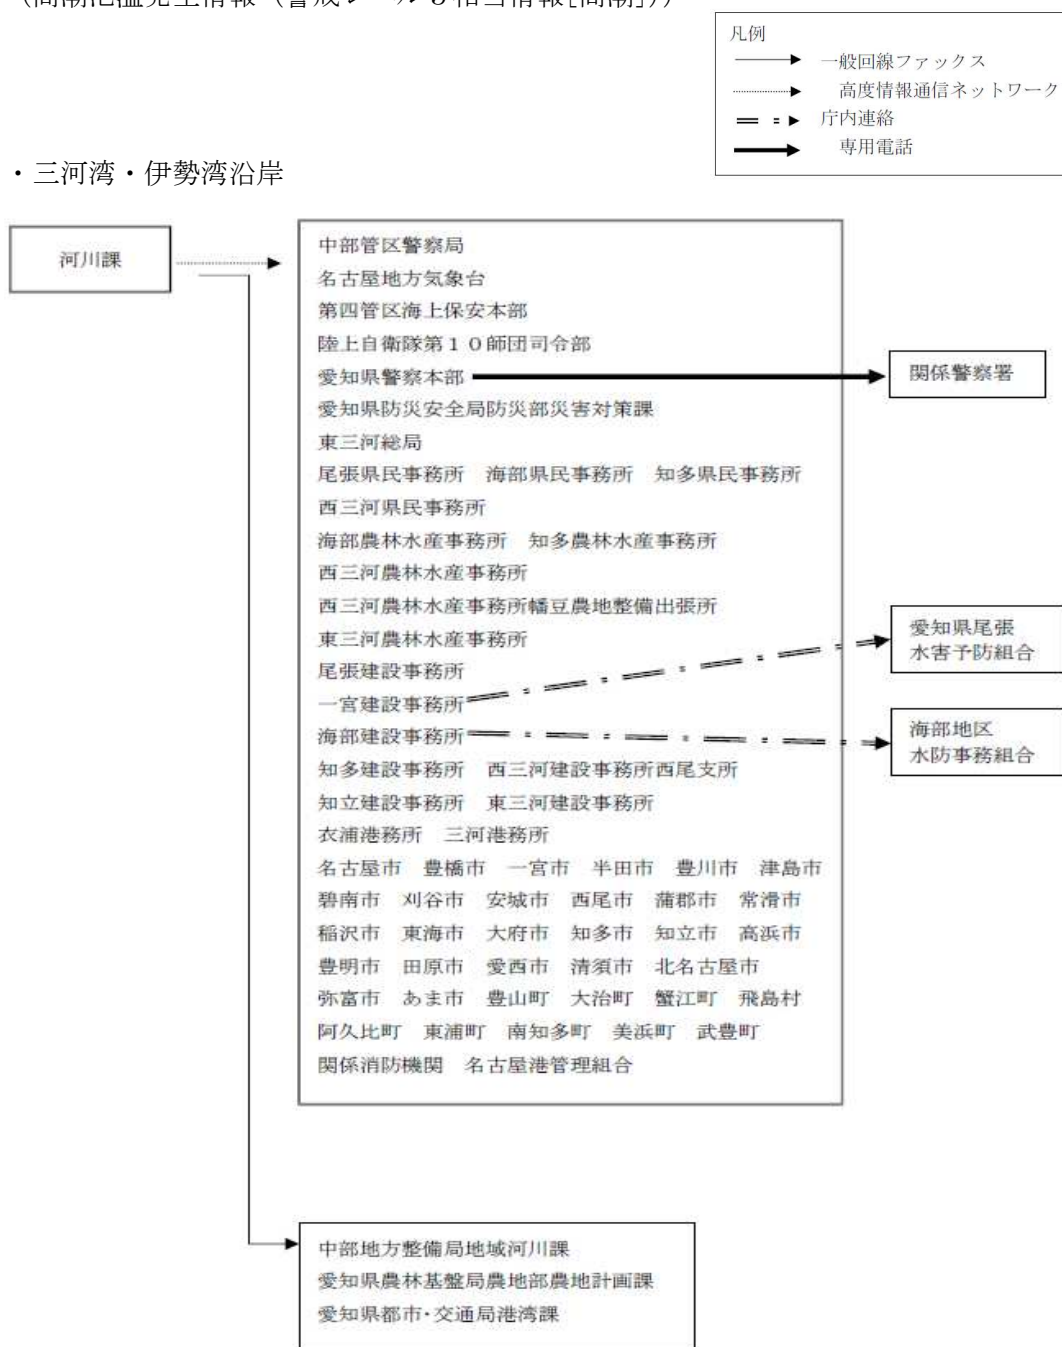 凡例
一般回線ファックス
高度情報通信ネットワーク
庁内連絡
専用電話
・三河湾・伊勢湾沿岸
河川課
中部管区警察局
名古屋地方気象台
第四管区海上保安本部
陸上自衛隊第１０師団司令部
愛知県警察本部
関係警察署
愛知県防災安全局防災部災害対策課
東三河総局
尾張県民事務所　海部県民事務所　知多県民事務所
西三河県民事務所
海部農林水産事務所　知多農林水産事務所
西三河農林水産事務所
西三河農林水産事務所幡豆農地整備出張所
東三河農林水産事務所
尾張建設事務所
一宮建設事務所
愛知県尾張
水害予防組合
海部建設事務所
海部地区
水防事務組合
知多建設事務所　西三河建設事務所西尾支所
知立建設事務所　東三河建設事務所
衣浦港務所　三河港務所
名古屋市　豊橋市　一宮市　半田市　豊川市　津島市
碧南市　刈谷市　安城市　西尾市　蒲郡市　常滑市
稲沢市　東海市　大府市　知多市　知立市　高浜市
豊明市　田原市　愛西市　清須市　北名古屋市
弥富市　あま市　豊山町　大治町　蟹江町　飛島村
阿久比町　東浦町　南知多町　美浜町　武豊町
関係消防機関　名古屋港管理組合
中部地方整備局地域河川課
愛知県農林基盤局農地部農地計画課
愛知県都市・交通局港湾課